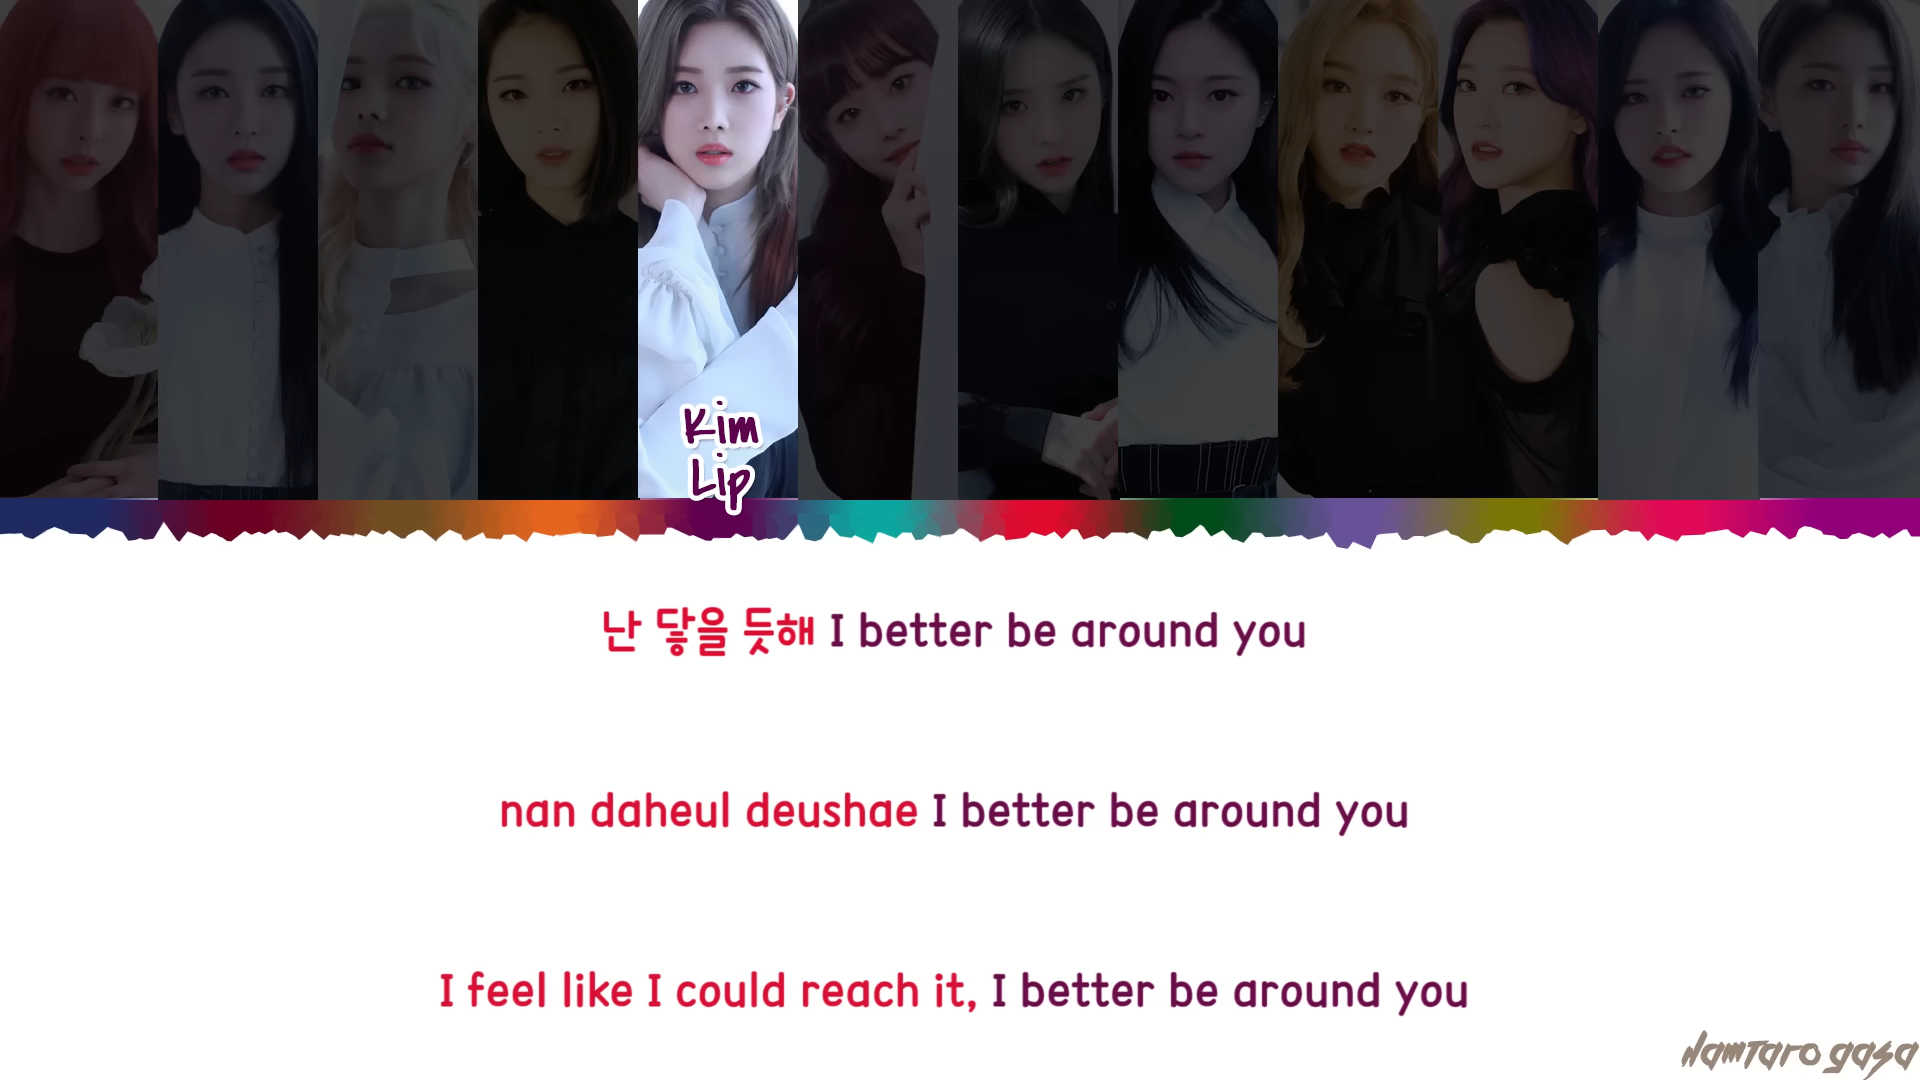 Kim
Lip
난 닿을 듯해 I better be around you
nan daheul deushae I better be around you
I feel like I could reach it, I better be around you
Namtaro gasa